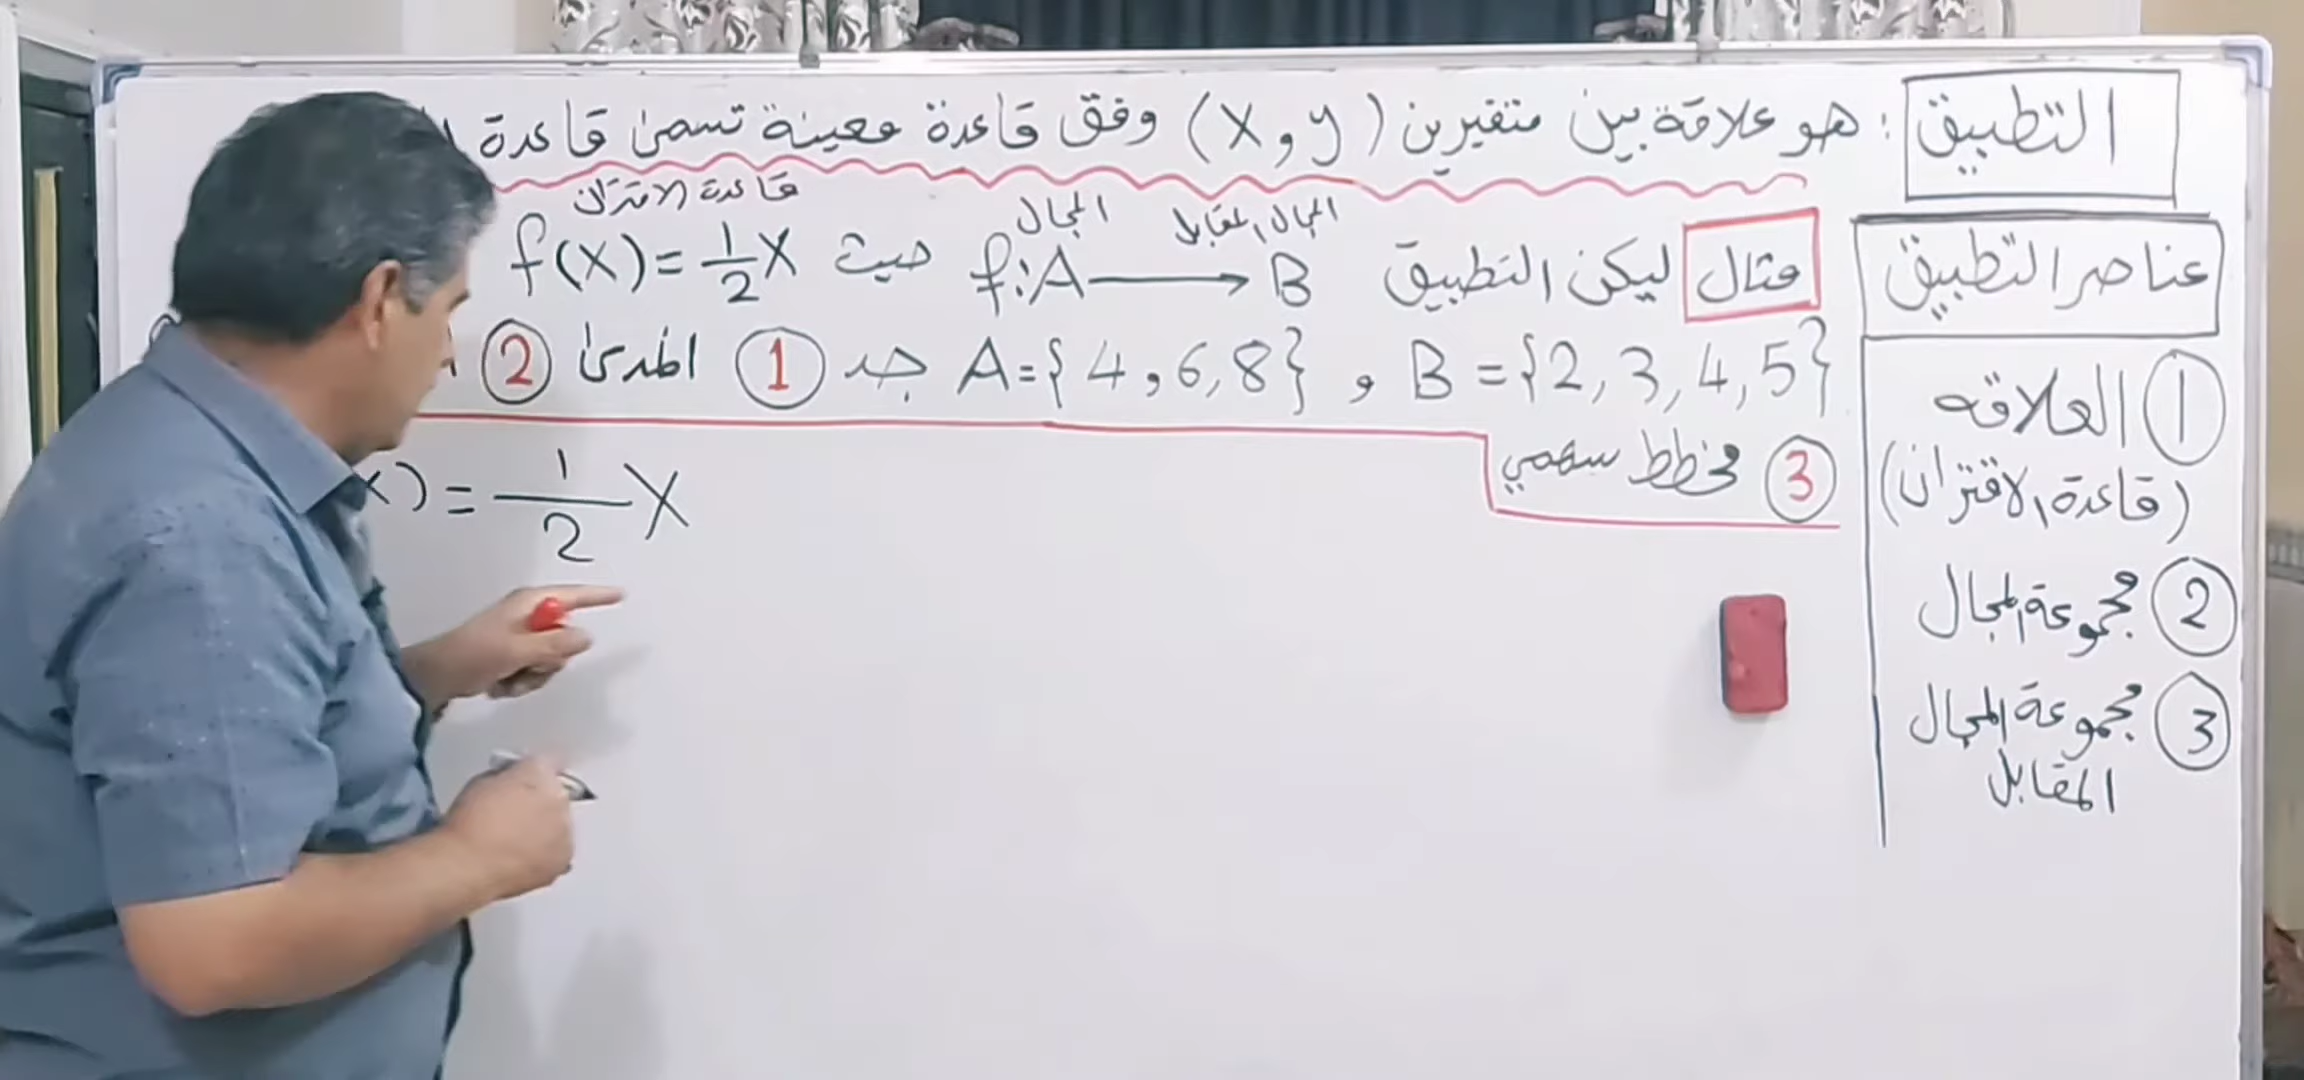 التطبيق : هو علاقة بين متغيرين (x, y) وفق قاعدة معينة تسمى قاعدة
قاعدة الاقتران
المجال
المجال المقابل
مثال ليكن التطبيق f: A → B حيث f(x) = 1/2 x
A = {4, 6, 8} , B = {2, 3, 4, 5} جد ① المدى ②
③ مخطط سهمي
x) = 1/2 x
عناصر التطبيق
① العلاقه
(قاعدة الاقتران)
② مجموعة المجال
③ مجموعة المجال
المقابل